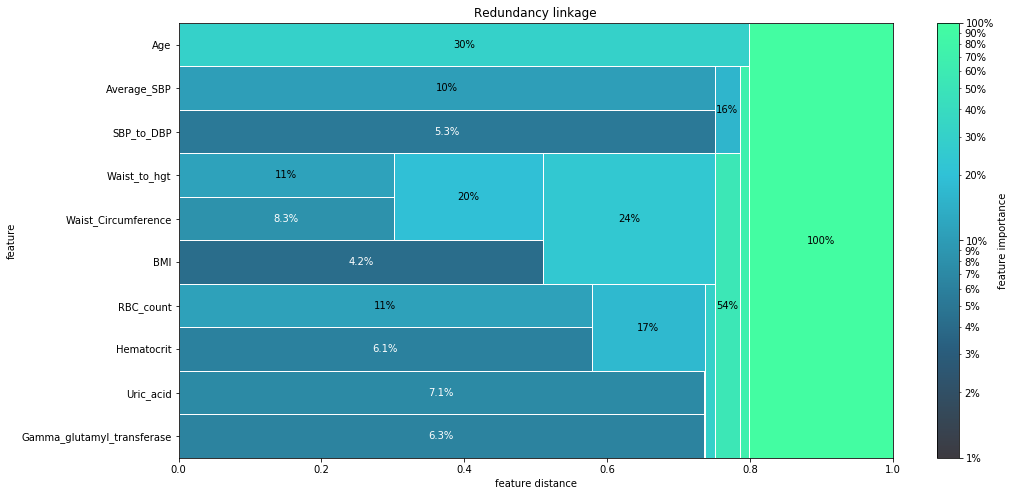 Redundancy linkage
feature
Age
Average_SBP
SBP_to_DBP
Waist_to_hgt
Waist_Circumference
BMI
RBC_count
Hematocrit
Uric_acid
Gamma_glutamyl_transferase
30%
10%
16%
5.3%
11%
20%
8.3%
24%
4.2%
100%
11%
54%
17%
6.1%
7.1%
6.3%
0.0 0.2 0.4 0.6 0.8 1.0
feature distance
100%
90%
80%
70%
60%
50%
40%
30%
20%
10%
9%
8%
7%
6%
5%
4%
3%
2%
1%
feature importance